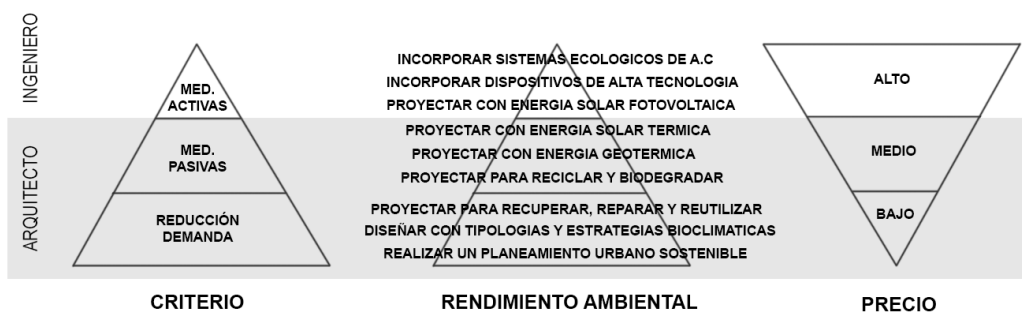 INGENIERO
ARQUITECTO
MED.
ACTIVAS
MED.
PASIVAS
REDUCCIÓN
DEMANDA
CRITERIO
INCORPORAR SISTEMAS ECOLOGICOS DE A.C
INCORPORAR DISPOSITIVOS DE ALTA TECNOLOGIA
PROYECTAR CON ENERGIA SOLAR FOTOVOLTAICA
PROYECTAR CON ENERGIA SOLAR TERMICA
PROYECTAR CON ENERGIA GEOTERMICA
PROYECTAR PARA RECICLAR Y BIODEGRADAR
PROYECTAR PARA RECUPERAR, REPARAR Y REUTILIZAR
DISEÑAR CON TIPOLOGIAS Y ESTRATEGIAS BIOCLIMATICAS
REALIZAR UN PLANEAMIENTO URBANO SOSTENIBLE
RENDIMIENTO AMBIENTAL
ALTO
MEDIO
BAJO
PRECIO